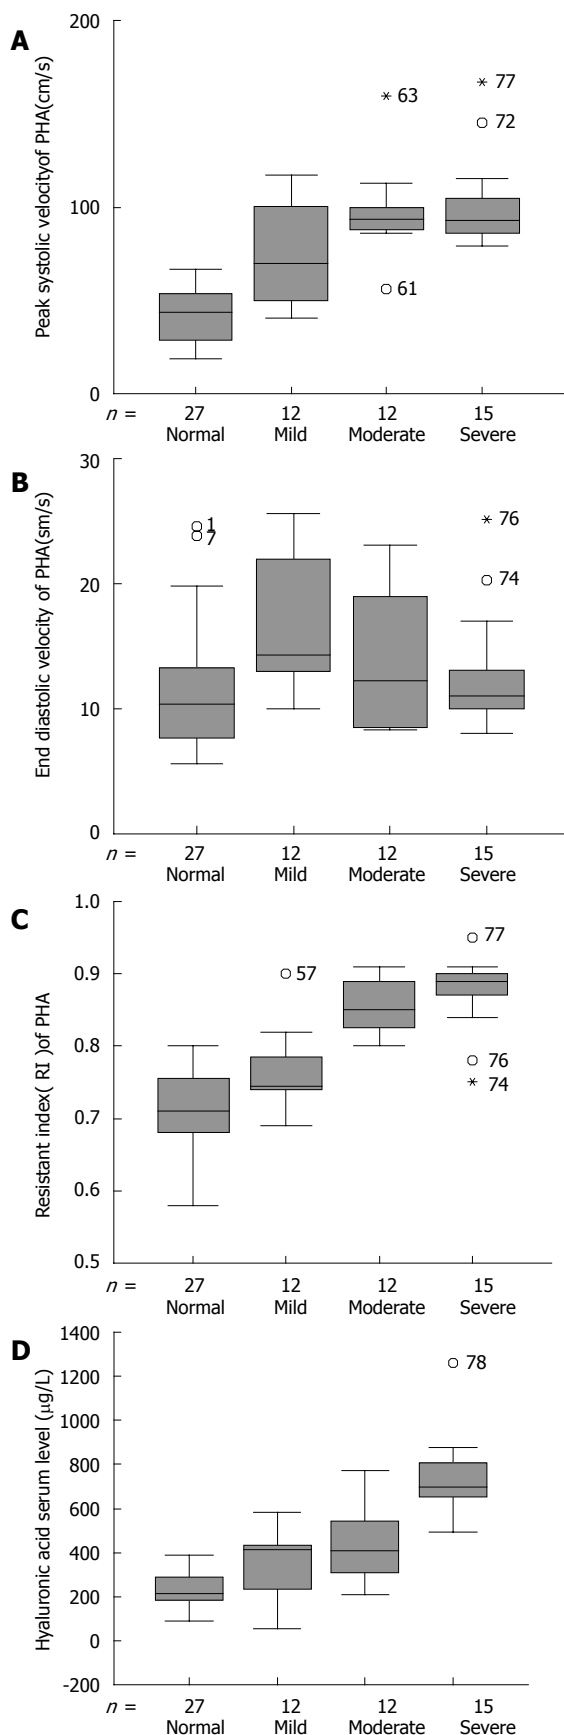 A
Peak systolic velocityof PHA(cm/s)
200
100
0
63
61
77
72
n = 27 12 12 15
Normal Mild Moderate Severe
B
End diastolic velocity of PHA(sm/s)
30
20
10
0
1
7
76
74
n = 27 12 12 15
Normal Mild Moderate Severe
C
Resistant index( RI )of PHA
1.0
0.9
0.8
0.7
0.6
0.5
57
77
76
74
n = 27 12 12 15
Normal Mild Moderate Severe
D
Hyaluronic acid serum level (µg/L)
1400
1200
1000
800
600
400
200
0
-200
78
n = 27 12 12 15
Normal Mild Moderate Severe